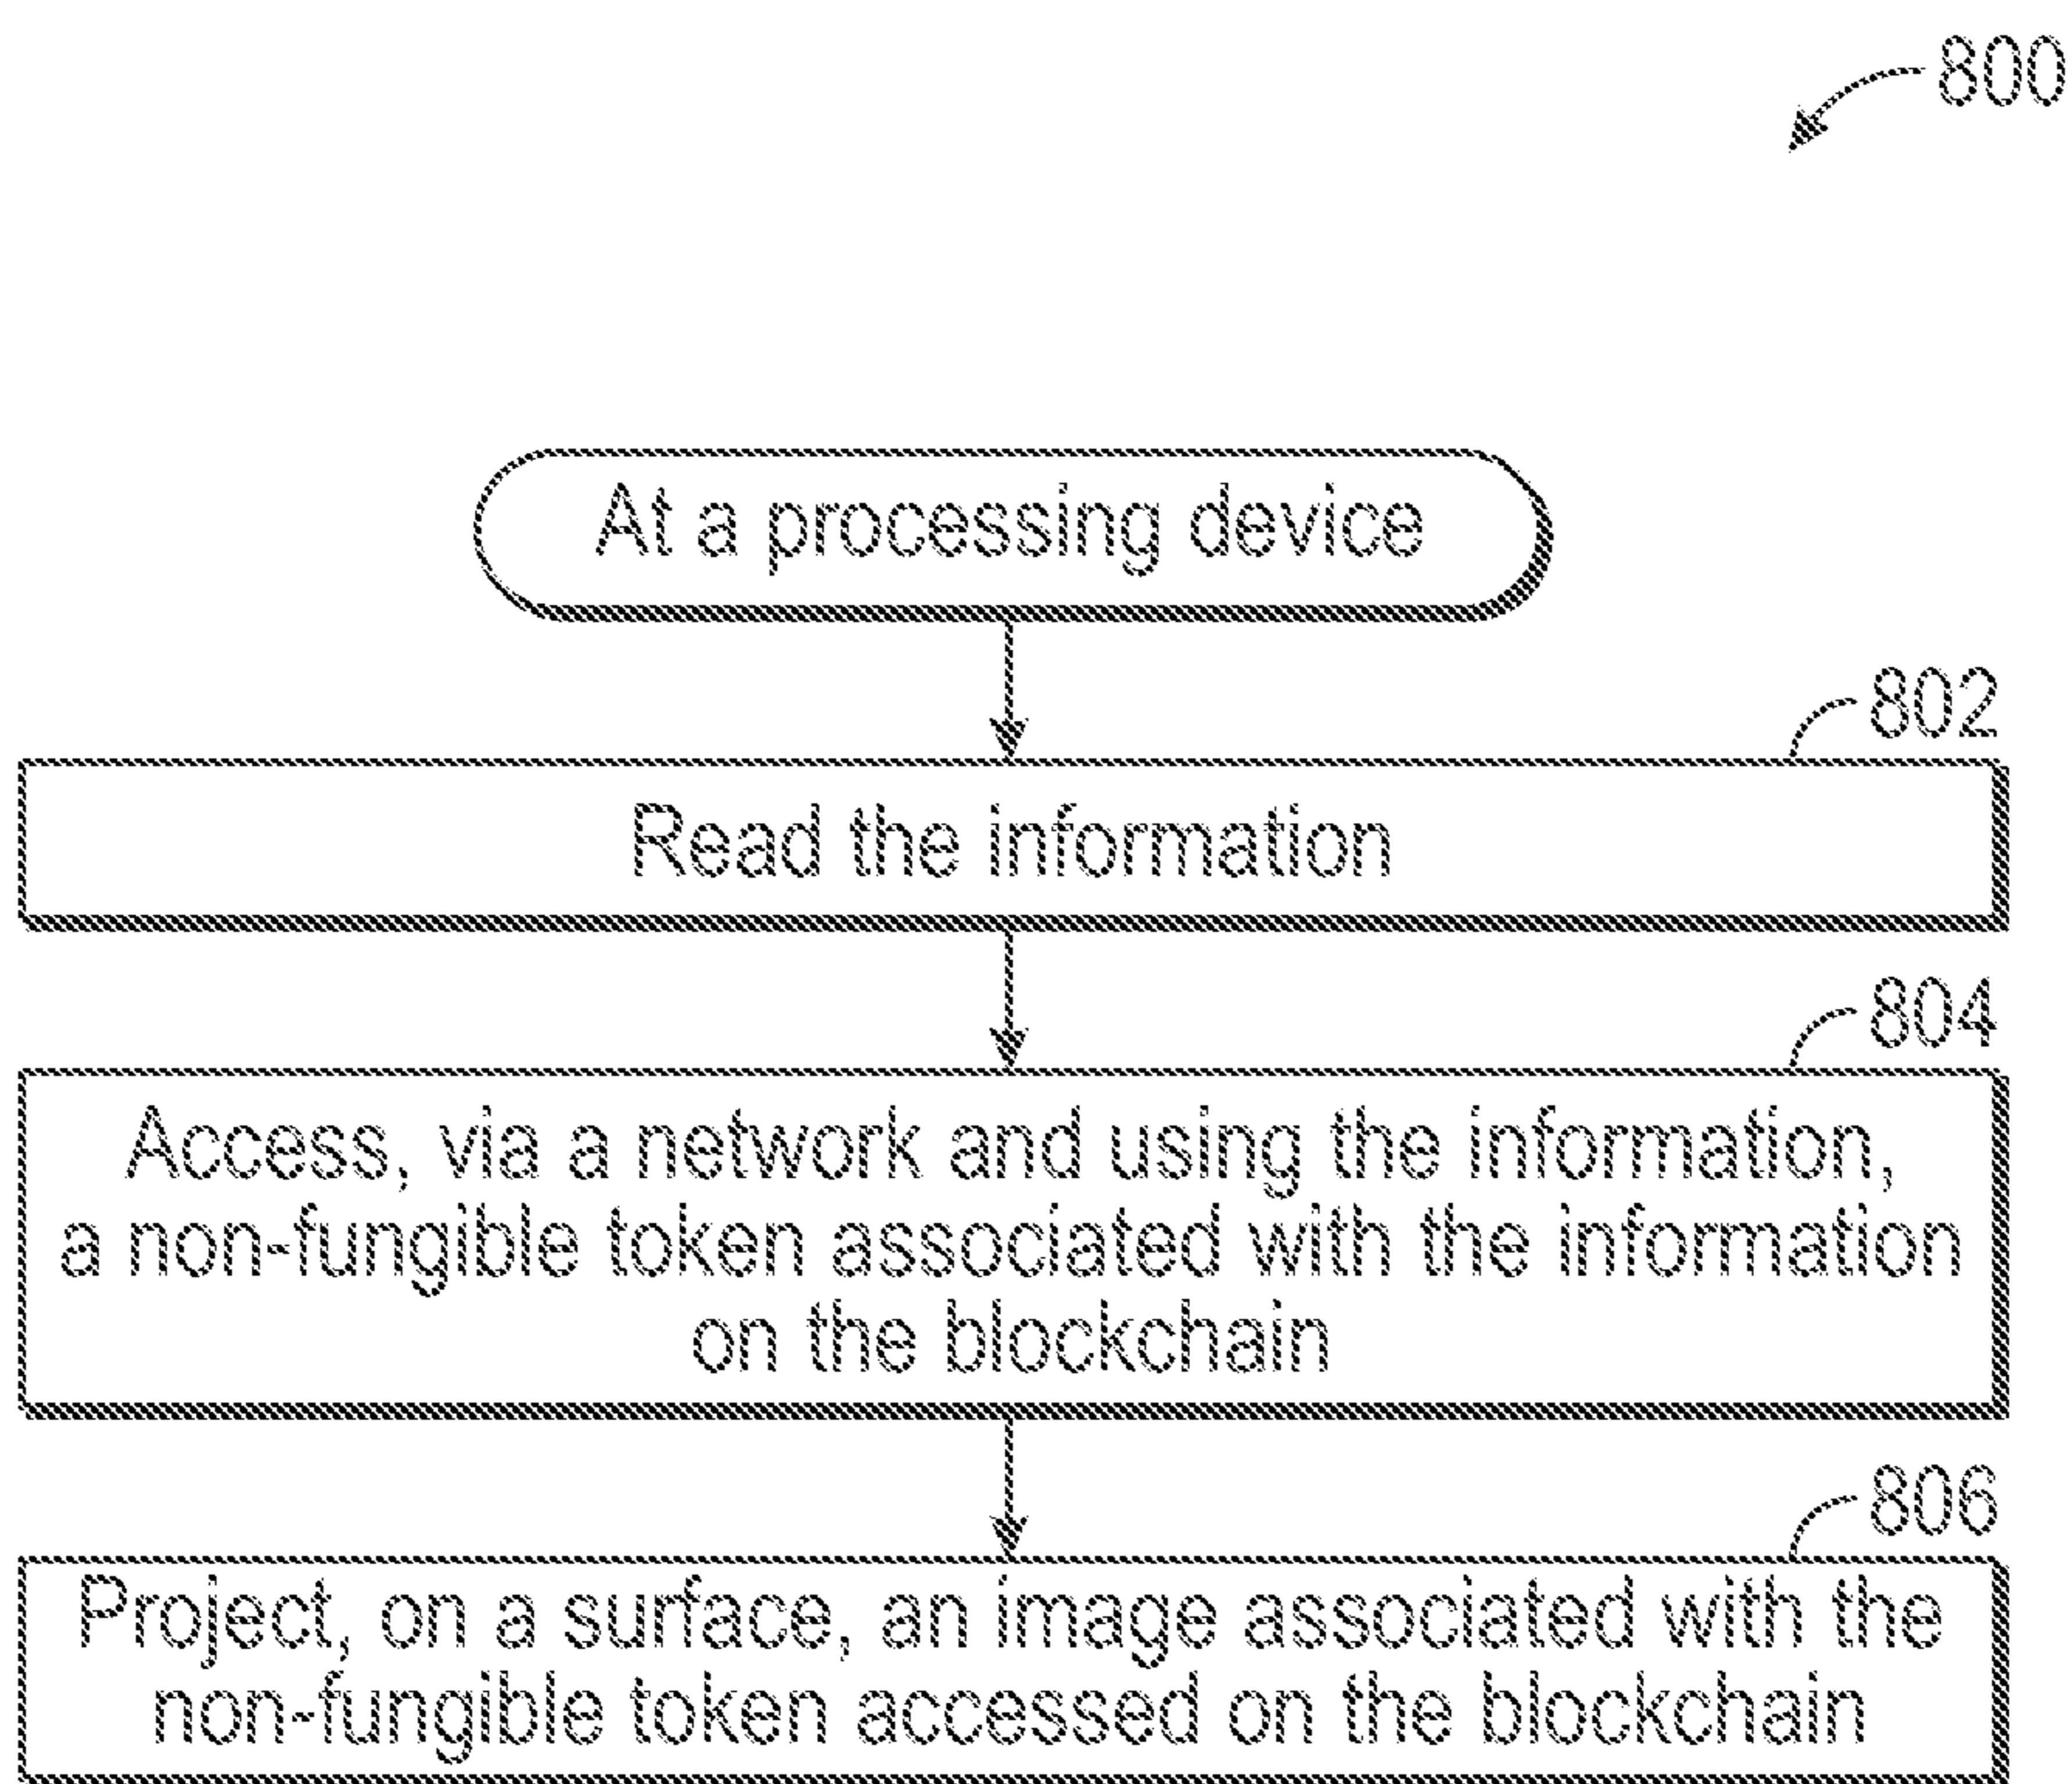 800
At a processing device
802
Read the information
804
Access, via a network and using the information,
a non-fungible token associated with the information
on the blockchain
806
Project, on a surface, an image associated with the
non-fungible token accessed on the blockchain